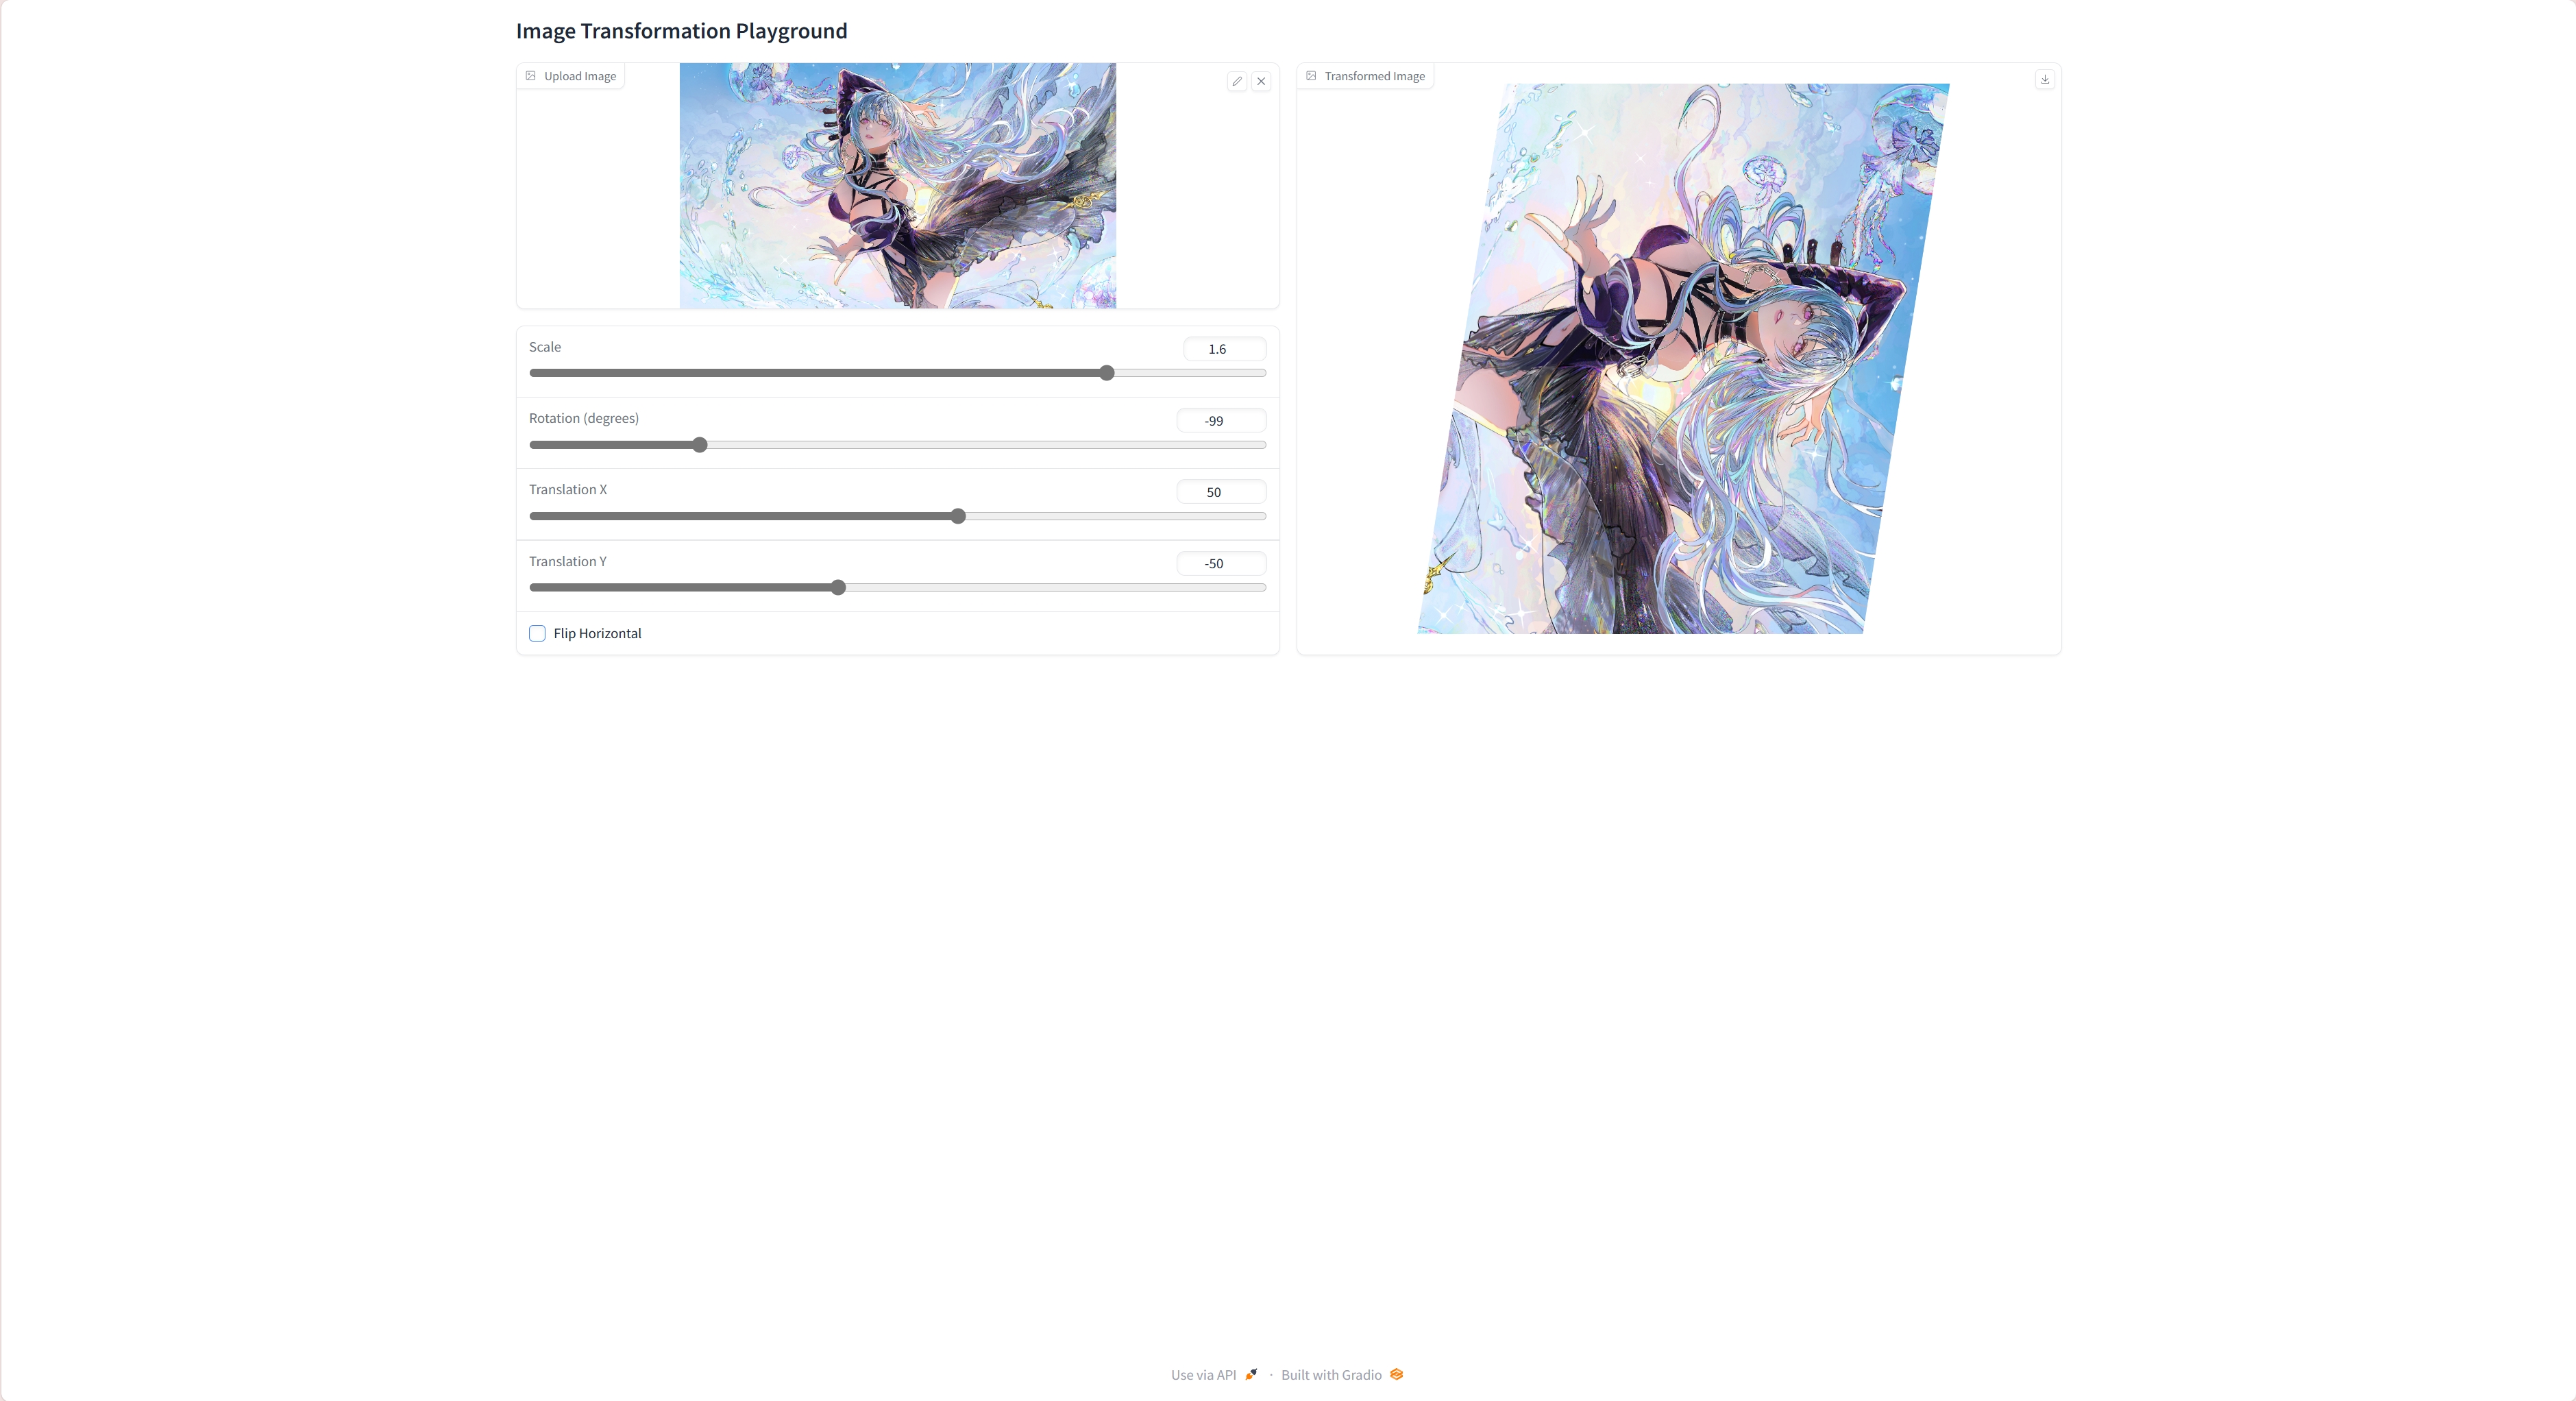 Image Transformation Playground
Upload Image
Transformed Image
Scale
1.6
Rotation (degrees)
-99
Translation X
50
Translation Y
-50
Flip Horizontal
Use via API · Built with Gradio